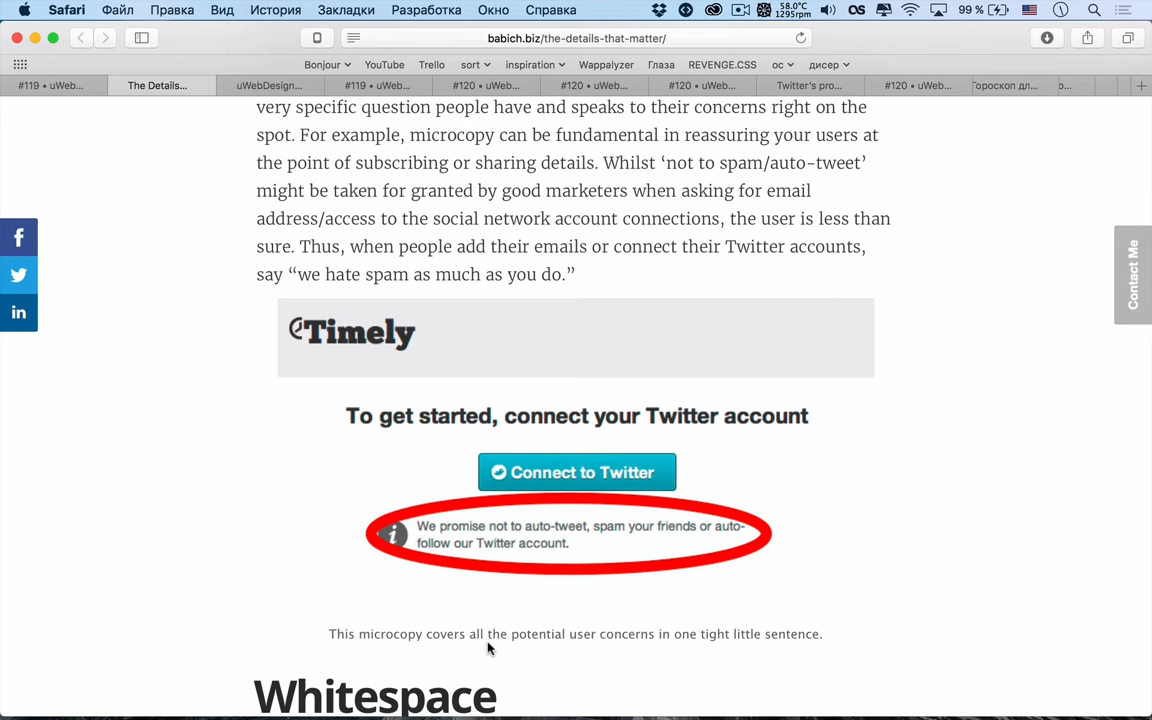 Safari Файл Правка Вид История Закладки Разработка Окно Справка 58.0°C 1295rpm 99 %
babich.biz/the-details-that-matter/
Bonjour YouTube Trello sort inspiration Wappalyzer Глаза REVENGE.CSS ос дисер
#119 • uWeb... The Details... uWebDesign... #119 • uWeb... #120 • uWeb... #120 • uWeb... #120 • uWeb... Twitter's pro... #120 • uWeb... Гороскоп дл...
very specific question people have and speaks to their concerns right on the
spot. For example, microcopy can be fundamental in reassuring your users at
the point of subscribing or sharing details. Whilst ‘not to spam/auto-tweet’
might be taken for granted by good marketers when asking for email
address/access to the social network account connections, the user is less than
sure. Thus, when people add their emails or connect their Twitter accounts,
say “we hate spam as much as you do.”
Contact Me
Timely
To get started, connect your Twitter account
Connect to Twitter
We promise not to auto-tweet, spam your friends or auto-
follow our Twitter account.
This microcopy covers all the potential user concerns in one tight little sentence.
Whitespace